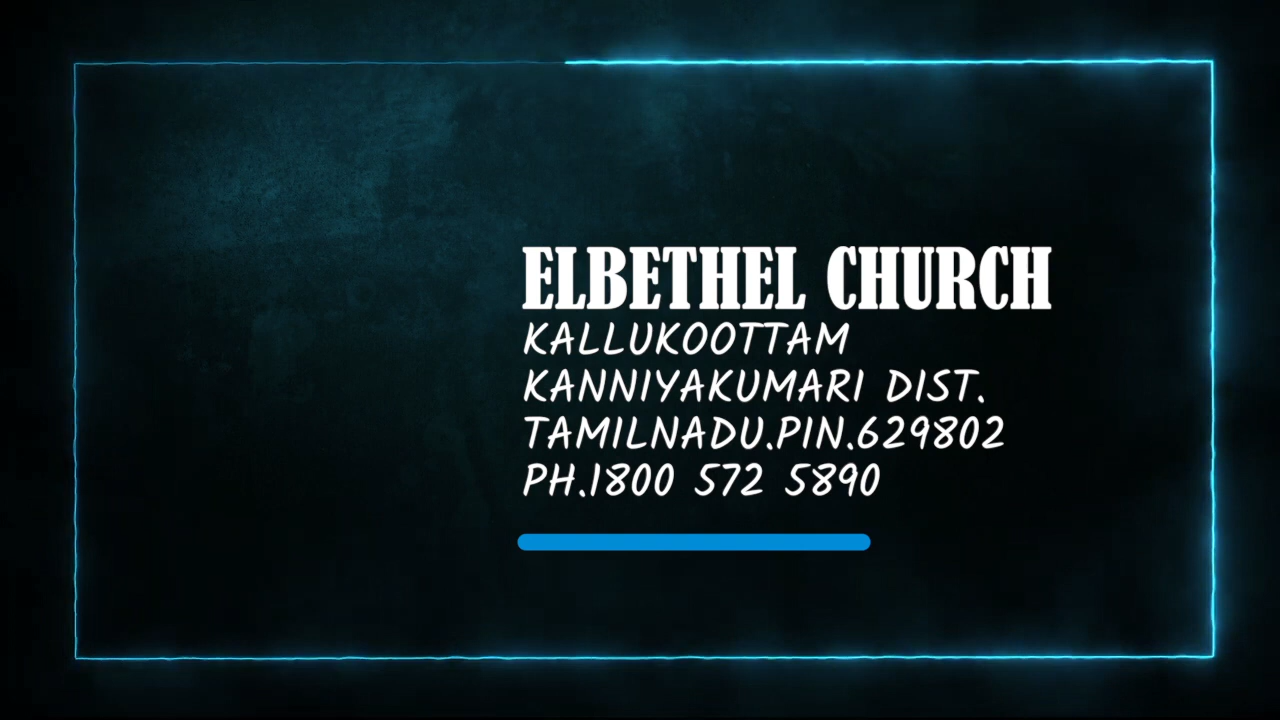 ELBETHEL CHURCH
KALLUKOOTTAM
KANNIYAKUMARI DIST.
TAMILNADU.PIN.629802
PH.1800 572 5890